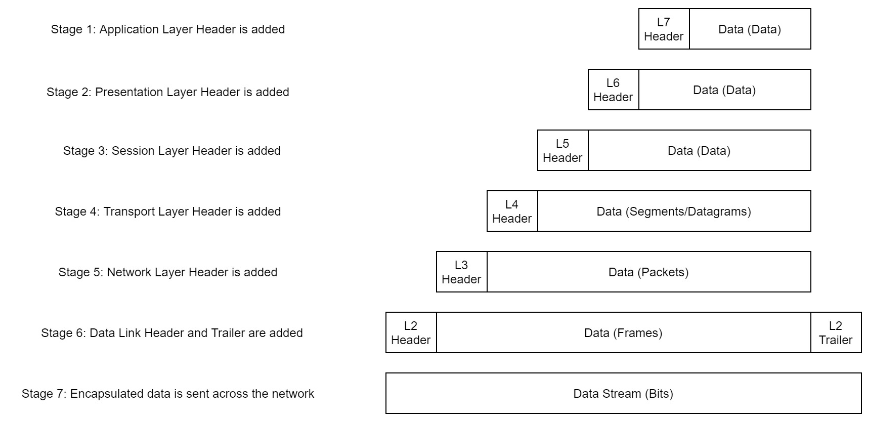 Stage 1: Application Layer Header is added
L7
Header
Data (Data)
Stage 2: Presentation Layer Header is added
L6
Header
Data (Data)
Stage 3: Session Layer Header is added
L5
Header
Data (Data)
Stage 4: Transport Layer Header is added
L4
Header
Data (Segments/Datagrams)
Stage 5: Network Layer Header is added
L3
Header
Data (Packets)
Stage 6: Data Link Header and Trailer are added
L2
Header
Data (Frames)
L2
Trailer
Stage 7: Encapsulated data is sent across the network
Data Stream (Bits)